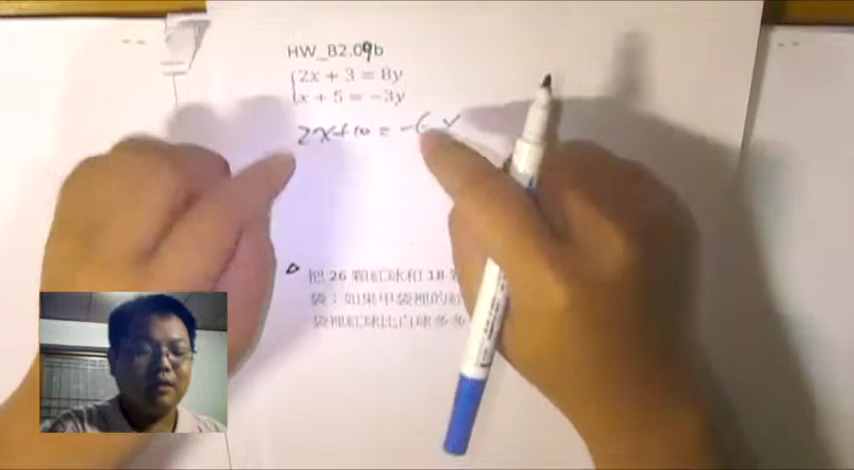 HW_B2.09b
2x + 3 = 8y
x + 5 = −3y
2x+10 = -6y
把 26 顆紅球和 18
袋；如果甲袋裡的紅
袋裡紅球比白球多多